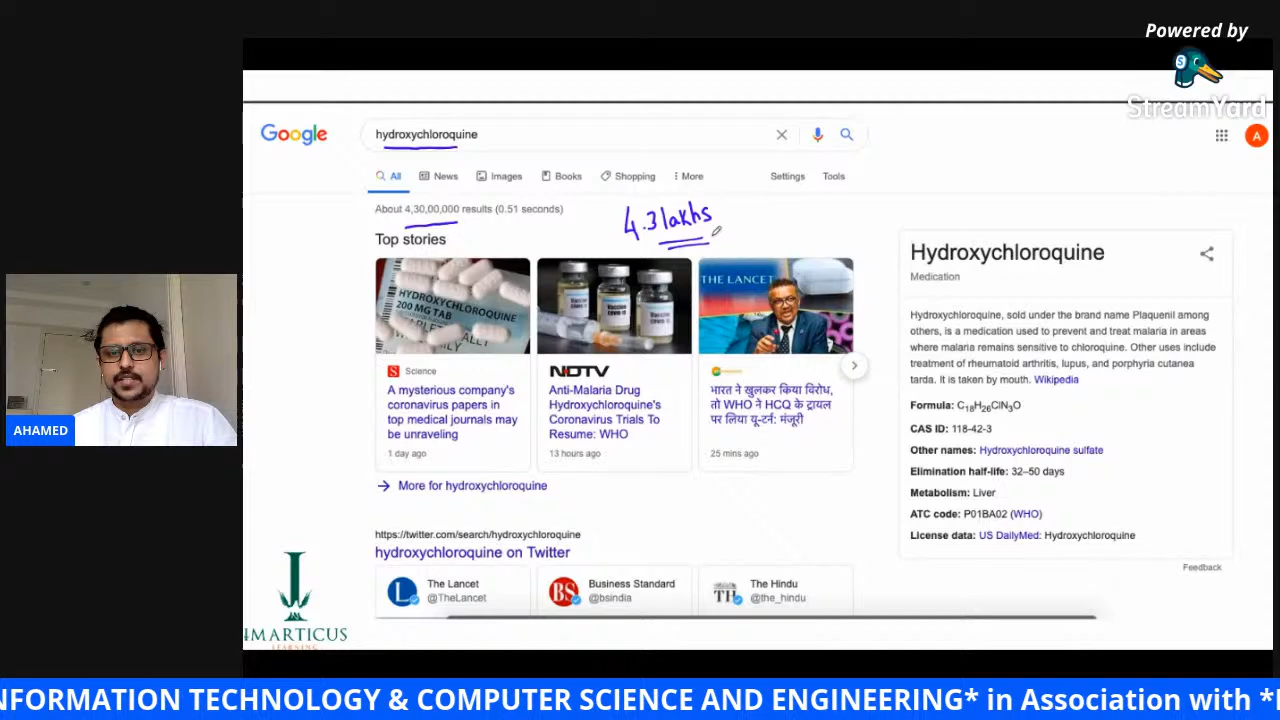 Powered by
StreamYard
Google
hydroxychloroquine
All
News
Images
Books
Shopping
More
Settings
Tools
A
About 4,30,00,000 results (0.51 seconds)
4.3 lakhs
Top stories
HYDROXYCHLOROQUINE
200 MG TAB
THE LANCET
Science
A mysterious company's
coronavirus papers in
top medical journals may
be unraveling
1 day ago
NDTV
Anti-Malaria Drug
Hydroxychloroquine's
Coronavirus Trials To
Resume: WHO
13 hours ago
भारत ने खुलकर किया विरोध,
तो WHO ने HCQ के ट्रायल
पर लिया यू-टर्न: मंजूरी
25 mins ago
More for hydroxychloroquine
https://twitter.com/search/hydroxychloroquine
hydroxychloroquine on Twitter
The Lancet
@TheLancet
Business Standard
@bsindia
The Hindu
@the_hindu
Hydroxychloroquine
Medication
Hydroxychloroquine, sold under the brand name Plaquenil among
others, is a medication used to prevent and treat malaria in areas
where malaria remains sensitive to chloroquine. Other uses include
treatment of rheumatoid arthritis, lupus, and porphyria cutanea
tarda. It is taken by mouth. Wikipedia
Formula: C18H26ClN3O
CAS ID: 118-42-3
Other names: Hydroxychloroquine sulfate
Elimination half-life: 32–50 days
Metabolism: Liver
ATC code: P01BA02 (WHO)
License data: US DailyMed: Hydroxychloroquine
Feedback
AHAMED
IMARTICUS
LEARNING
NFORMATION TECHNOLOGY & COMPUTER SCIENCE AND ENGINEERING* in Association with *